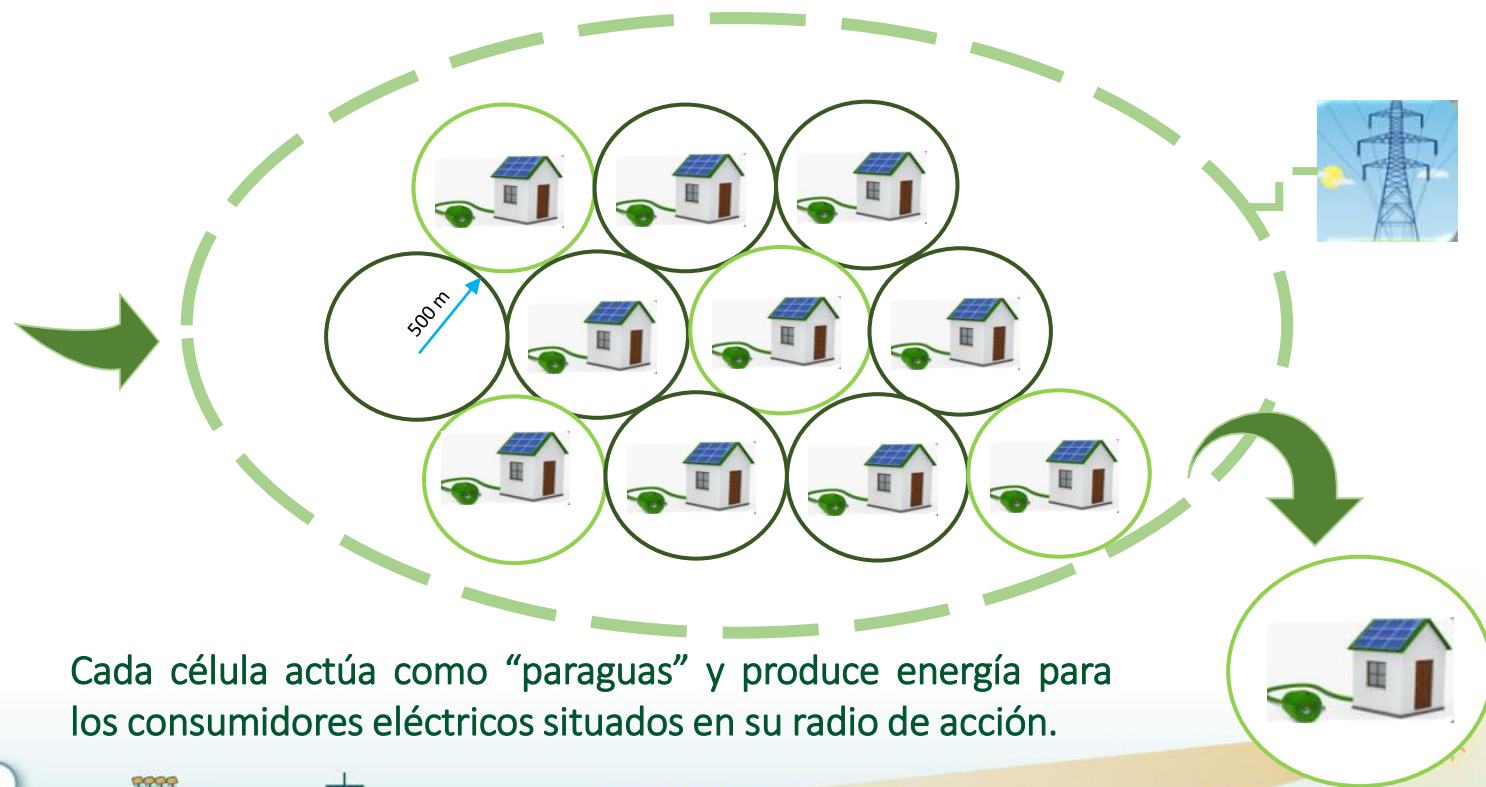 500 m
Cada célula actúa como “paraguas” y produce energía para
los consumidores eléctricos situados en su radio de acción.